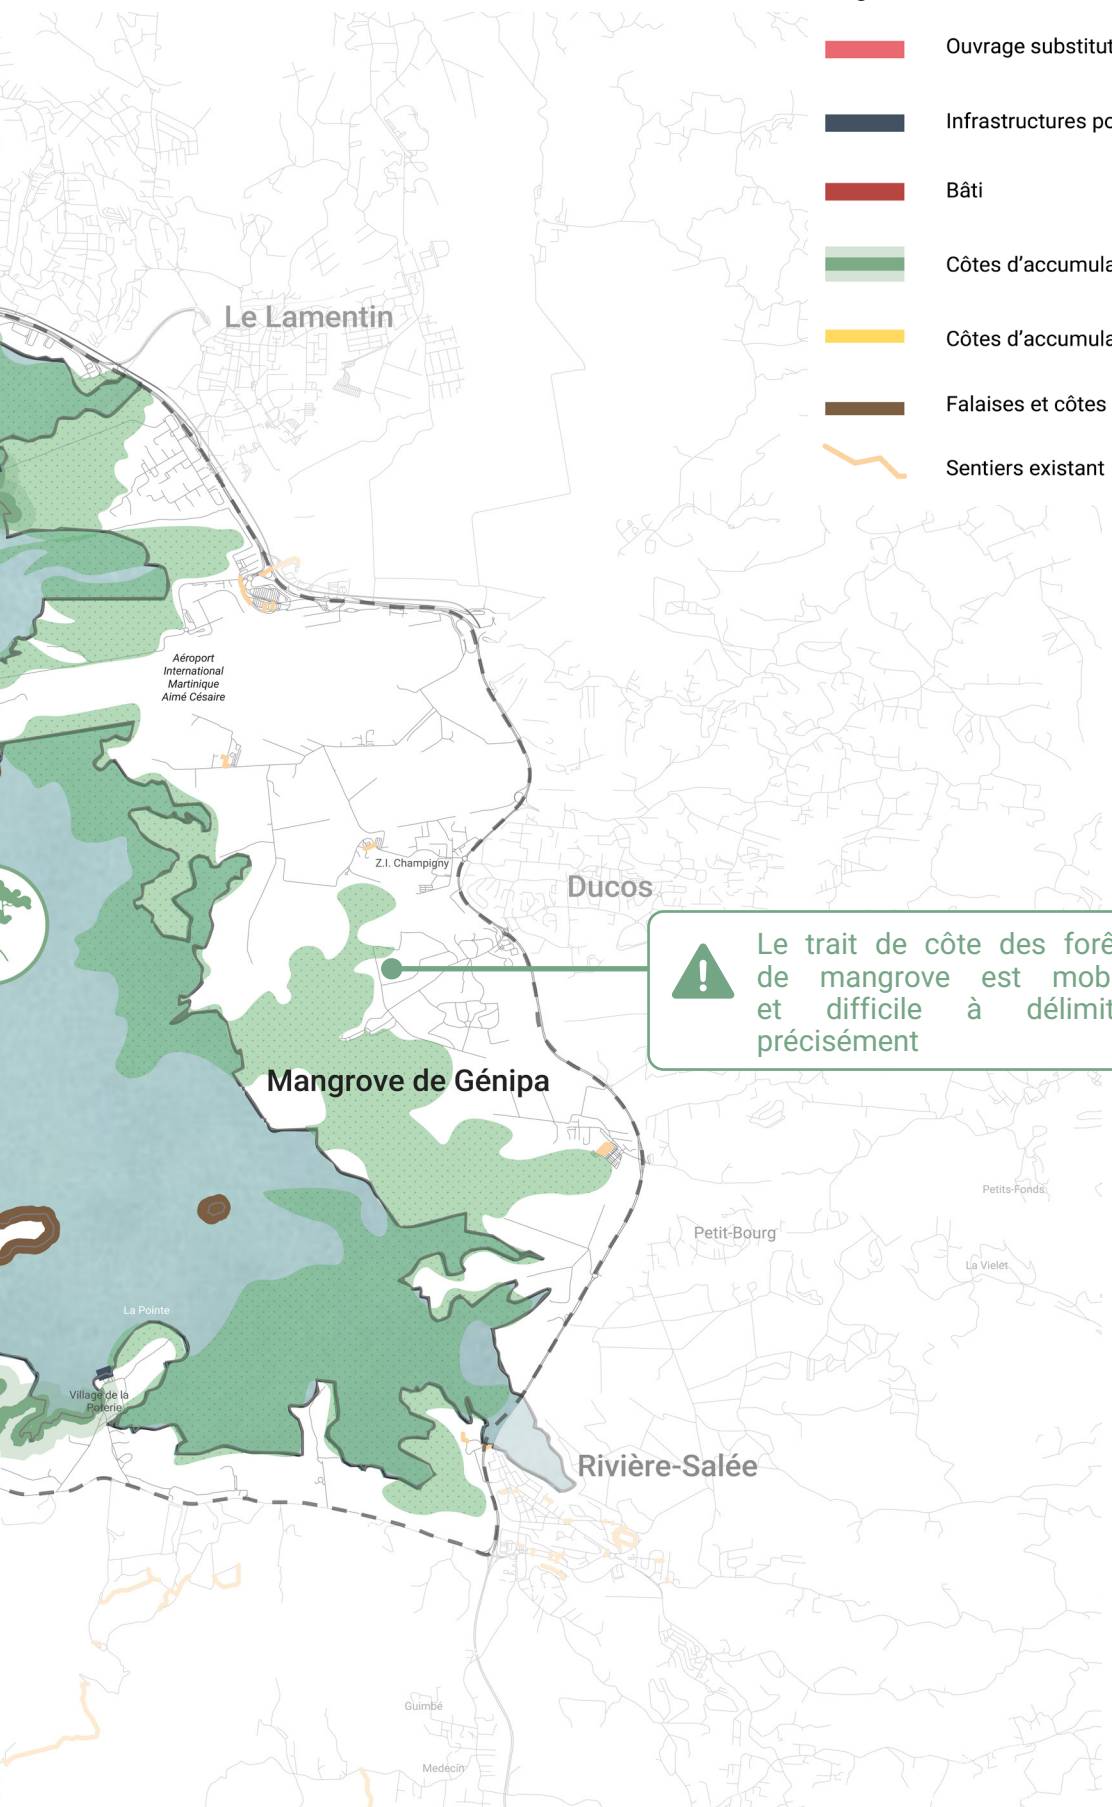 Ouvrage substitut
Infrastructures po
Bâti
Côtes d'accumula
Côtes d'accumula
Falaises et côtes
Sentiers existant
Le Lamentin
Aéroport
International
Martinique
Aimé Césaire
Z.I. Champigny
Ducos
Le trait de côte des forê
de mangrove est mob
et difficile à délimit
précisément
Mangrove de Génipa
Petits-Fonds
Petit-Bourg
La Vielet
La Pointe
Village de la
Poterie
Rivière-Salée
Guimbé
Medecin